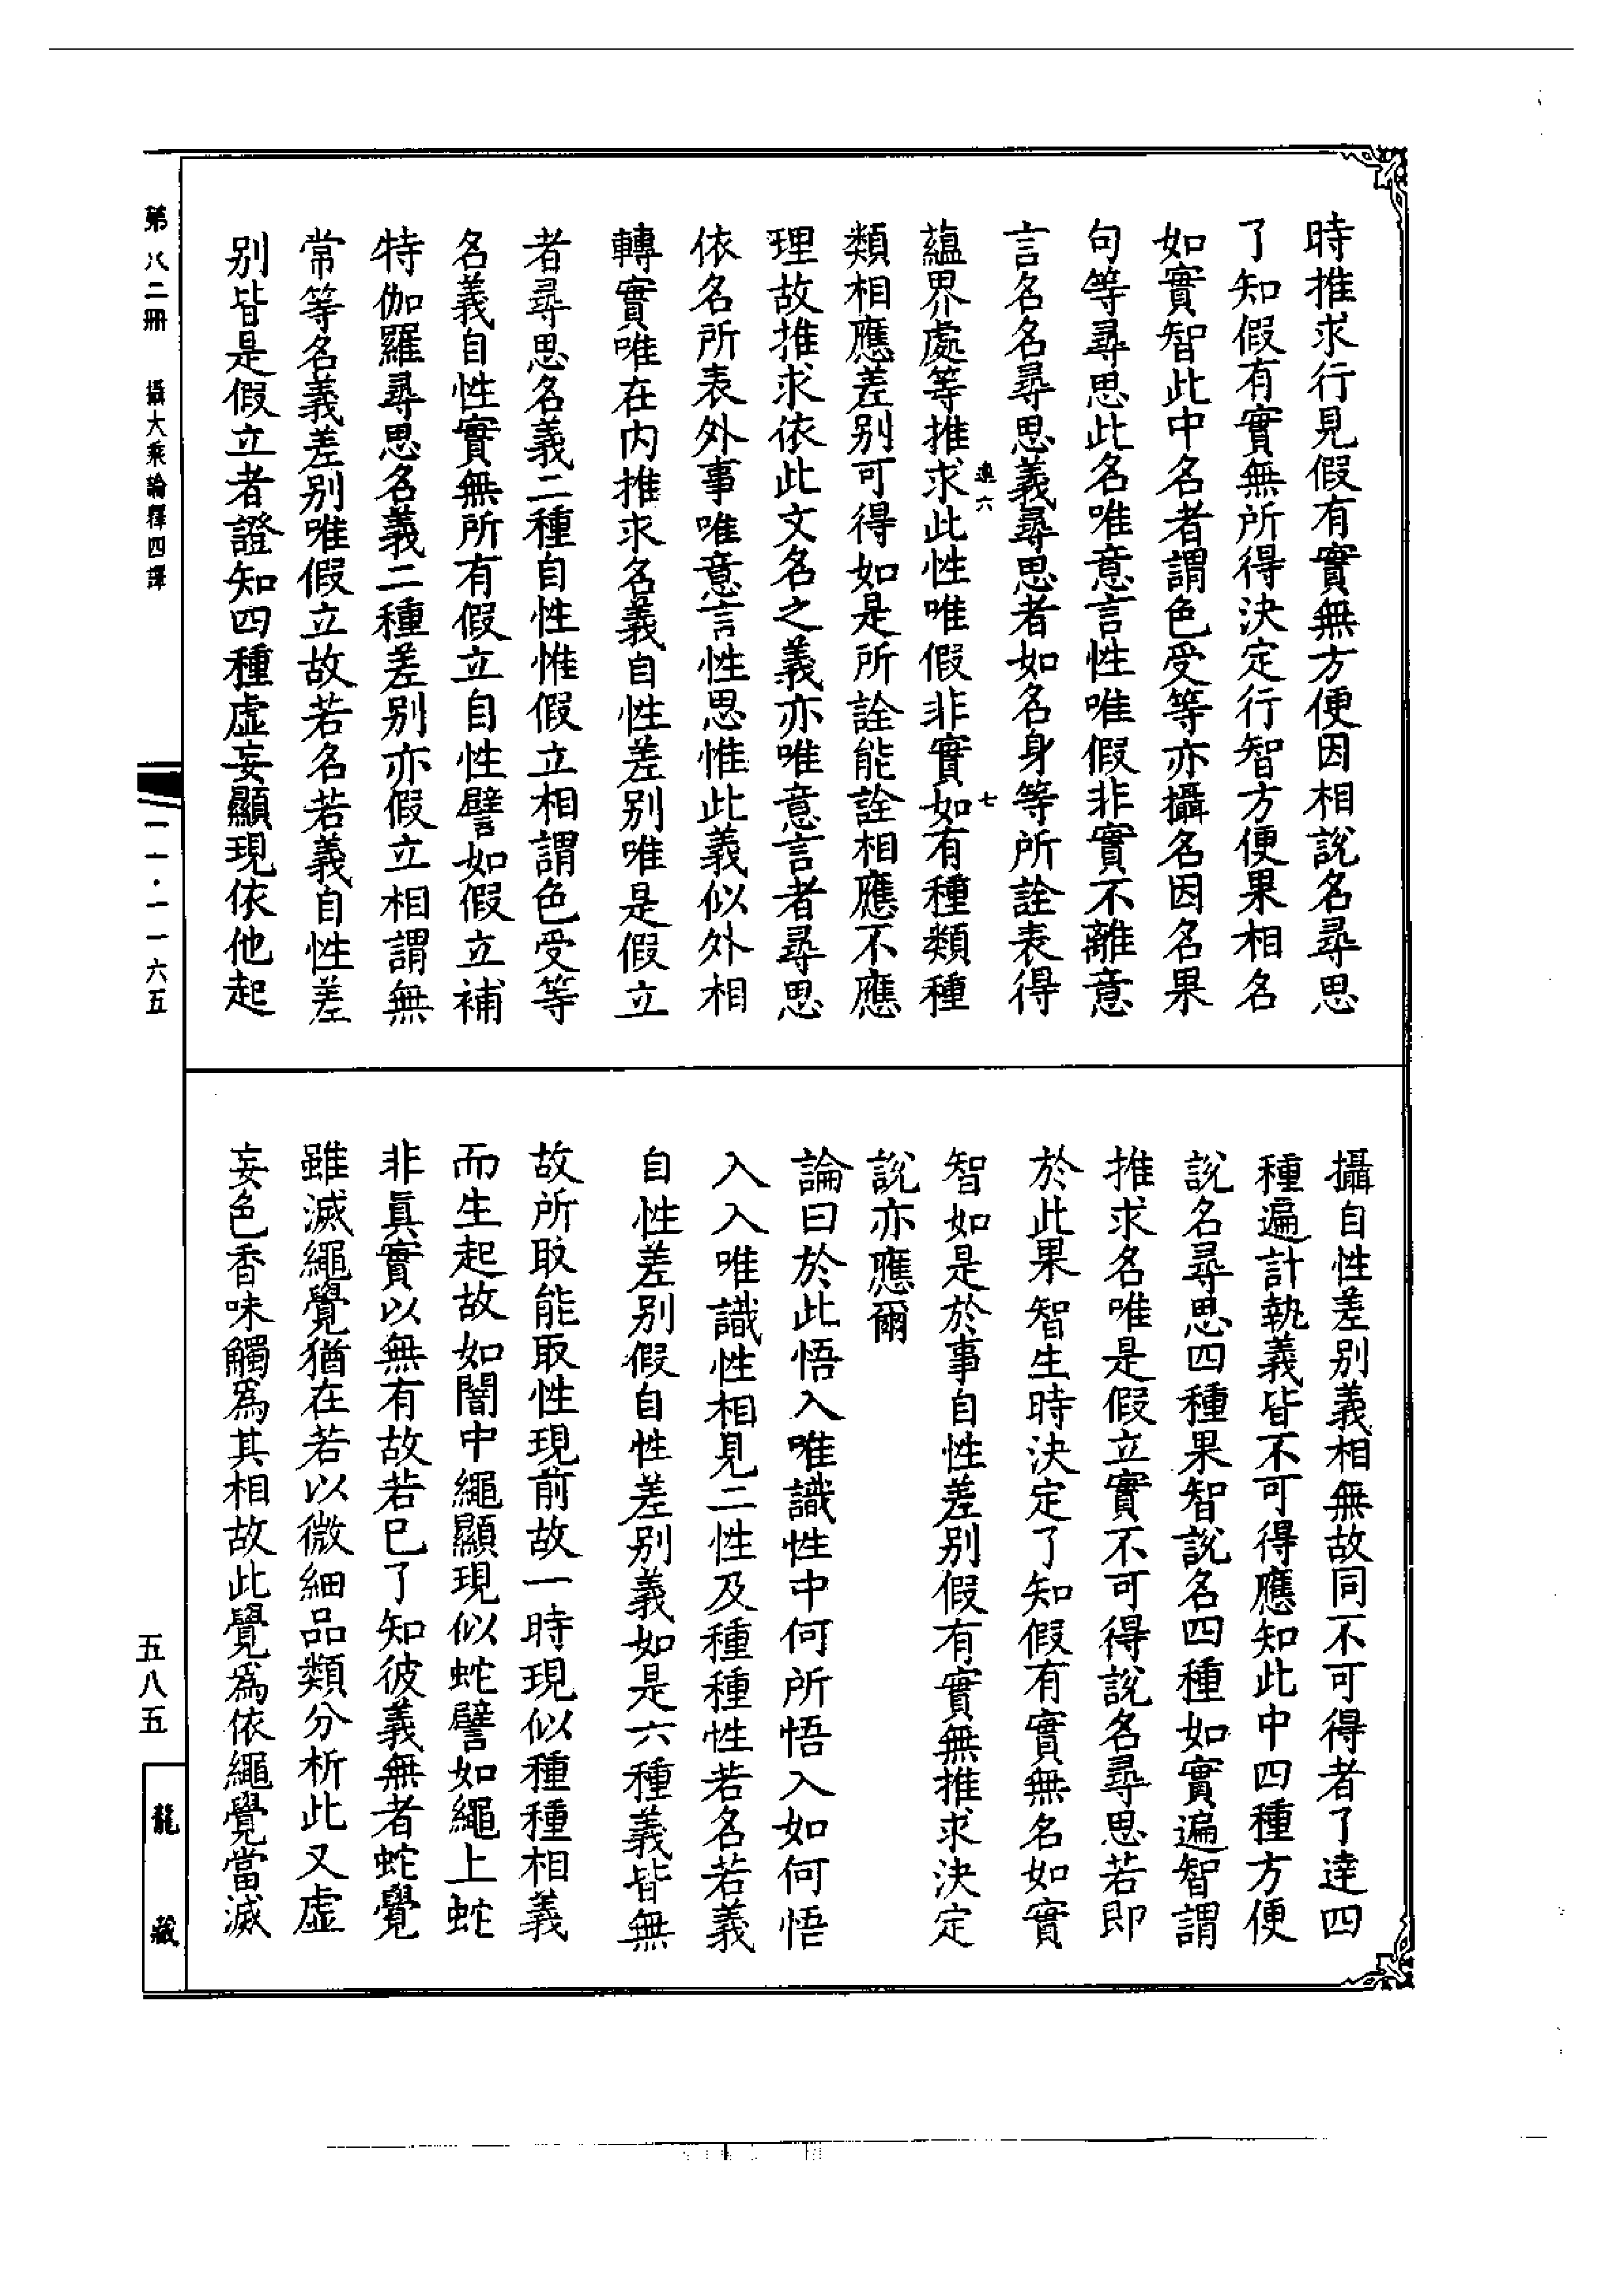 時推求行見假有實無方便因相說名尋思
了知假有實無所得決定行智方便果相名
如實智此中名者謂色受等亦攝名因名果
句等尋思此名唯意言性唯假非實不離意
言名名尋思義尋思者如名身等所詮表得
蘊界處等推求此性唯假非實如有種類種
類相應差別可得如是所詮能詮相應不應
理故推求依此文名之義亦唯意言者尋思
依名所表外事唯意言性思惟此義似外相
轉實唯在內推求名義自性差別唯是假立
者尋思名義二種自性惟假立相謂色受等
名義自性實無所有假立自性譬如假立補
特伽羅尋思名義二種差別亦假立相謂無
常等名義差別唯假立故若名若義自性差
別皆是假立者證知四種虛妄顯現依他起
攝自性差別義相無故同不可得者了達四
種遍計執義皆不可得應知此中四種方便
說名尋思四種果智說名四種如實遍智謂
推求名唯是假立實不可得說名尋思若即
於此果智生時決定了知假有實無名如實
智如是於事自性差別假有實無推求決定
說亦應爾
論曰於此悟入唯識性中何所悟入如何悟
入入唯識性相見二性及種種性若名若義
自性差別假自性差別義如是六種義皆無
故所取能取性現前故一時現似種種相義
而生起故如闇中繩顯現似蛇譬如繩上蛇
非真實以無有故若已了知彼義無者蛇覺
雖滅繩覺猶在若以微細品類分析此又虛
妄色香味觸為其相故此覺為依繩覺當滅
第八二冊　攝大乘論釋四譯
一一·一一六五
五八五
龍藏
七